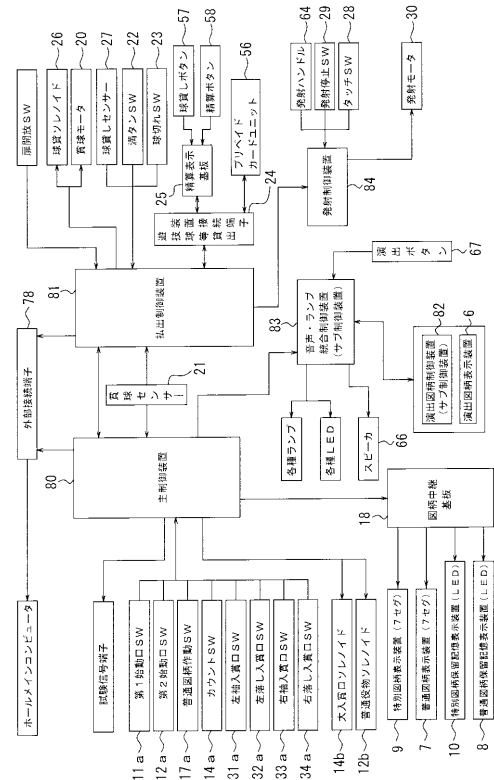 ホールメインコンピュータ
外部接続端子
78
試験信号端子
11a
第1始動口SW
12a
第2始動口SW
17a
普通図柄作動SW
14a
カウントSW
31a
左袖入賞口SW
32a
左落し入賞口SW
33a
右袖入賞口SW
34a
右落し入賞口SW
14b
大入賞口ソレノイド
12b
普通役物ソレノイド
80
主制御装置
賞球センサー
21
81
払出制御装置
扉開放SW
球貸ソレノイド
26
賞球モータ
20
球貸しセンサー
27
満タンSW
22
球切れSW
23
球貸しボタン
57
精算ボタン
58
精算表示
基板
25
プリペイド
カードユニット
56
遊技球等貸出
装置直接続端子
24
発射ハンドル
64
発射停止SW
29
タッチSW
28
発射制御装置
84
発射モータ
30
83
音声・ランプ
統合制御装置
(サブ制御装置)
演出ボタン
67
各種ランプ
各種LED
スピーカ
66
演出図柄制御装置
(サブ制御装置)
82
演出図柄表示装置
6
18
図柄中継
基板
9
特別図柄表示装置(7セグ)
7
普通図柄表示装置(7セグ)
10
特別図柄保留記憶表示装置(LED)
8
普通図柄保留記憶表示装置(LED)